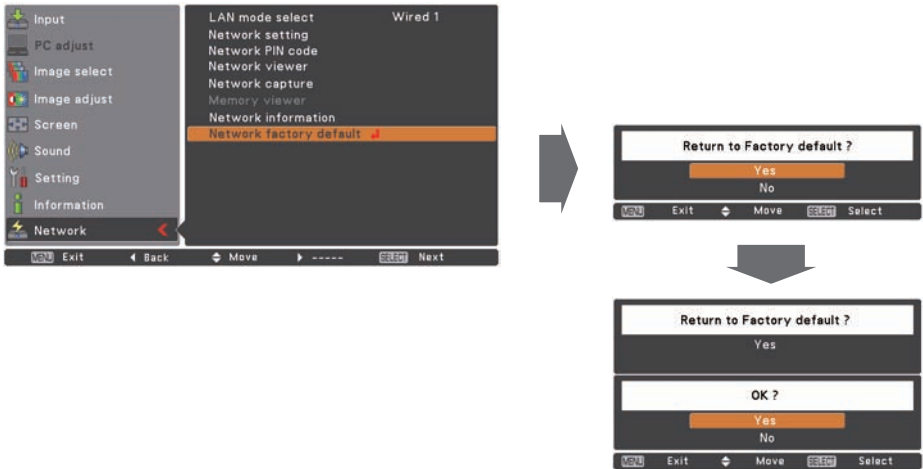 Input
PC adjust
Image select
Image adjust
Screen
Sound
Setting
Information
Network
LAN mode select Wired 1
Network setting
Network PIN code
Network viewer
Network capture
Memory viewer
Network information
Network factory default
MENU Exit Back Move ----- SELECT Next
Return to Factory default ?
Yes
No
MENU Exit Move SELECT Select
Return to Factory default ?
Yes
OK ?
Yes
No
MENU Exit Move SELECT Select